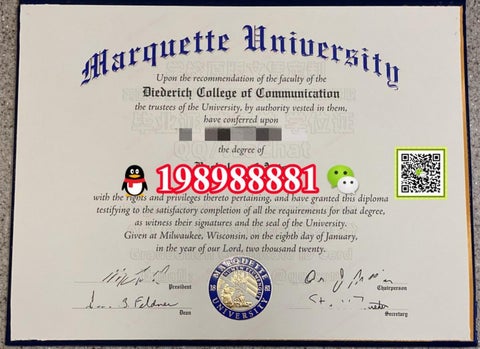 Marquette University
Upon the recommendation of the faculty of the
Diederich College of Communication
the trustees of the University, by authority vested in them,
have conferred upon
the degree of
198988881
with the rights and privileges thereto pertaining, and have granted this diploma
testifying to the satisfactory completion of all the requirements for that degree,
as witness their signatures and the seal of the University.
Given at Milwaukee, Wisconsin, on the eighth day of January,
in the year of our Lord, two thousand twenty.
President
Chairperson
Dean
Secretary
MARQUETTE
UNIVERSITY